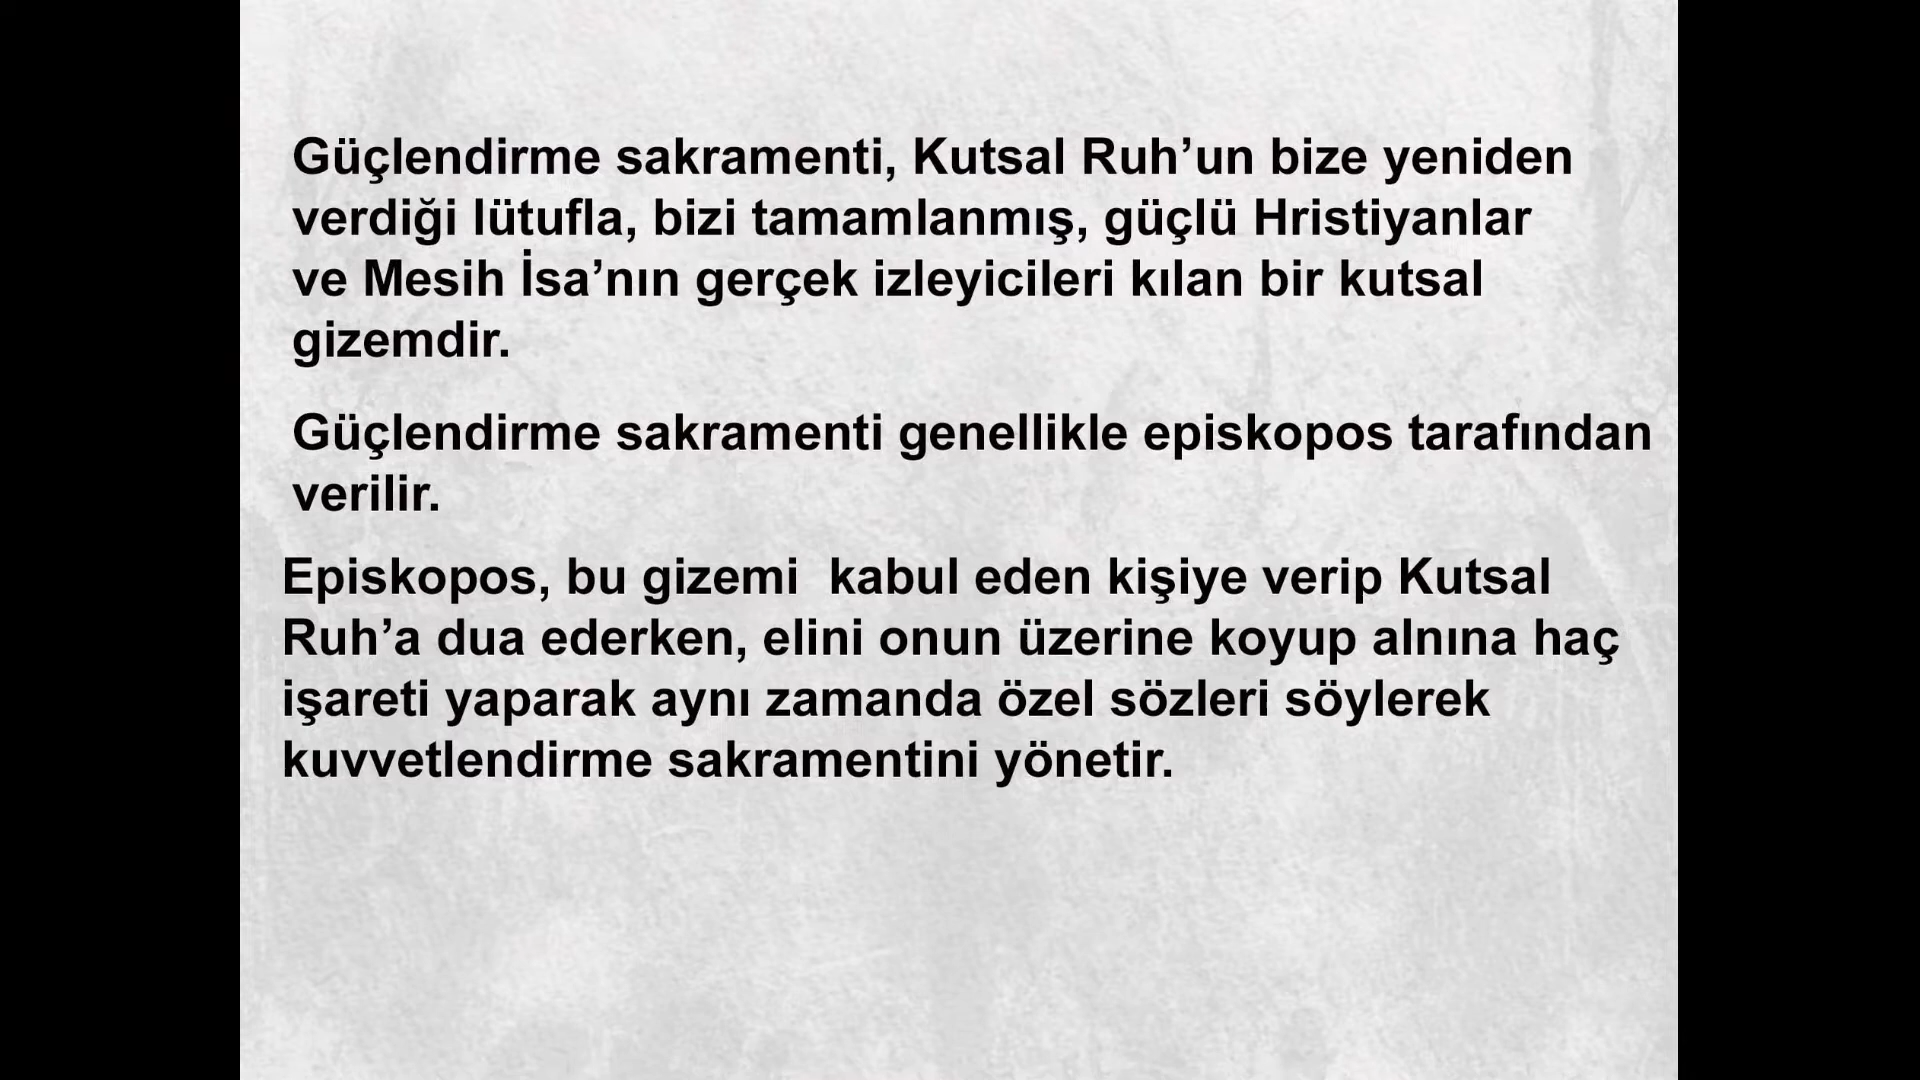 Güçlendirme sakramenti, Kutsal Ruh’un bize yeniden
verdiği lütufla, bizi tamamlanmış, güçlü Hristiyanlar
ve Mesih İsa’nın gerçek izleyicileri kılan bir kutsal
gizemdir.
Güçlendirme sakramenti genellikle episkopos tarafından
verilir.
Episkopos, bu gizemi  kabul eden kişiye verip Kutsal
Ruh’a dua ederken, elini onun üzerine koyup alnına haç
işareti yaparak aynı zamanda özel sözleri söylerek
kuvvetlendirme sakramentini yönetir.